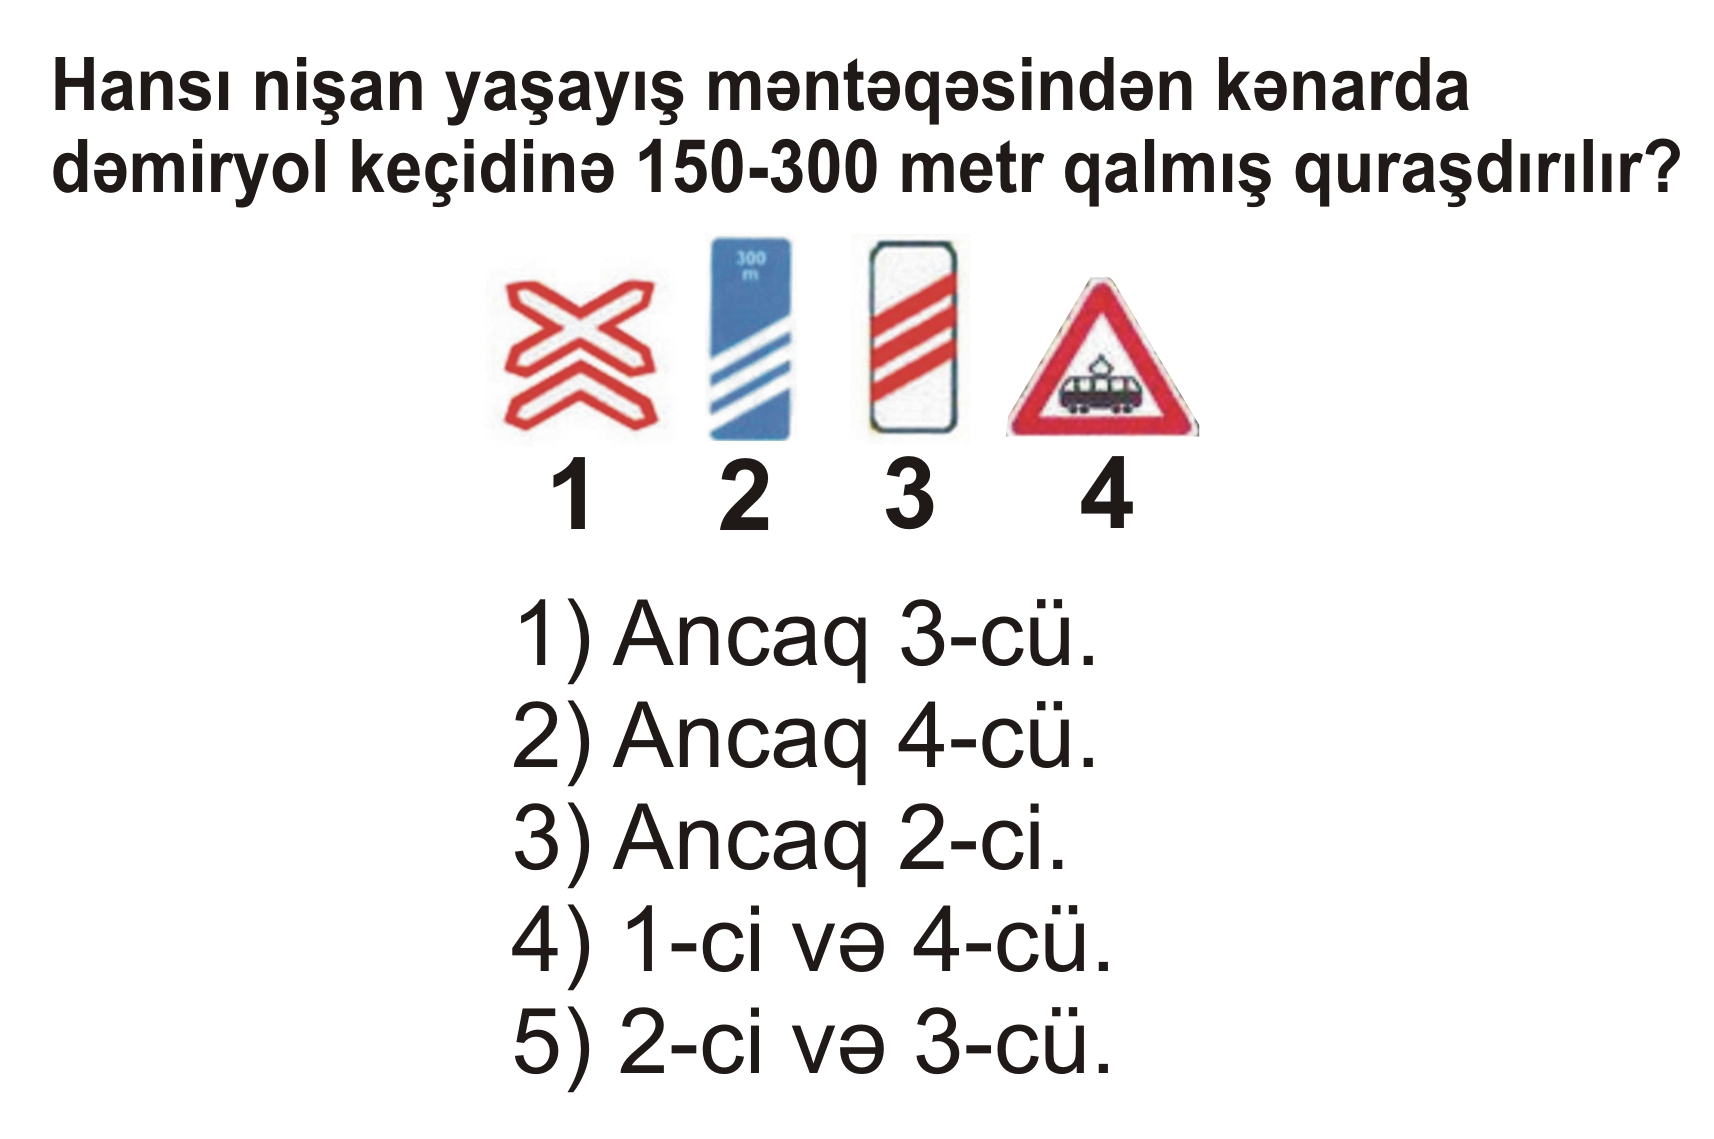 Hansı nişan yaşayış məntəqəsindən kənarda
dəmiryol keçidinə 150-300 metr qalmış quraşdırılır?
300
m
1 2 3 4
1) Ancaq 3-cü.
2) Ancaq 4-cü.
3) Ancaq 2-ci.
4) 1-ci və 4-cü.
5) 2-ci və 3-cü.